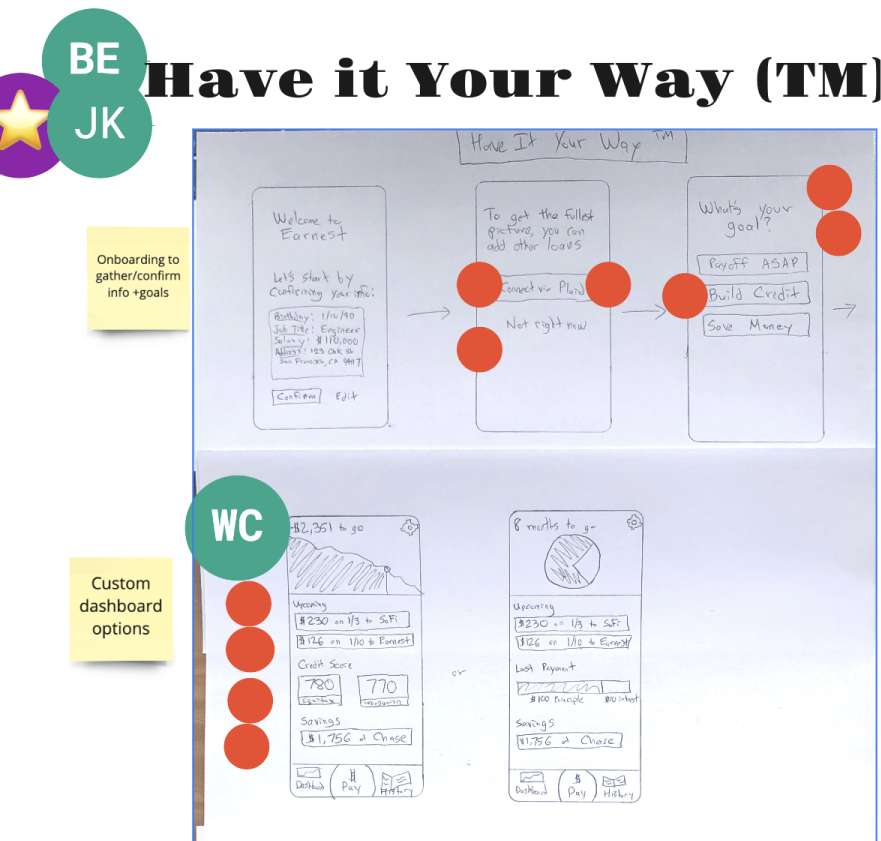 BE
JK
Have it Your Way (TM)
Have It Your Way TM
Onboarding to
gather/confirm
info +goals
Welcome to
Earnest
Let's start by
Confirming your info:
Birthday: 1/10/90
Job Title: Engineer
Salary: $110,000
Address: 123 Oak St
San Francisco, CA 94117
Confirm Edit
To get the fullest
picture, you can
add other loans
Connect via Plaid
Not right now
What's your
goal?
Payoff ASAP
Build Credit
Save Money
WC
Custom
dashboard
options
$2,351 to go
Upcoming
$230 on 1/3 to SoFi
$126 on 1/10 to Earnest
Credit Score
780 770
Equifax
Savings
$1,756 at Chase
Dashboard $ Pay History
or
8 months to go
Upcoming
$230 on 1/3 to SoFi
$126 on 1/10 to Earnest
Last Payment
$100 Principle $10 interest
Savings
$1,756 at Chase
Dashboard $ Pay History